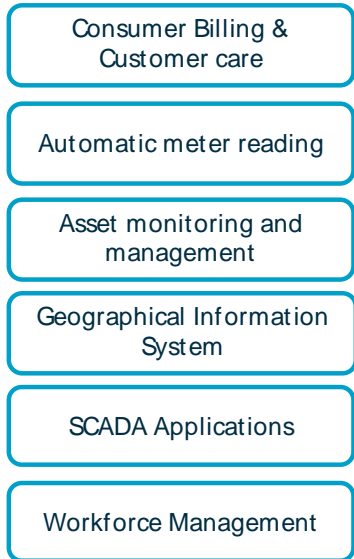 Consumer Billing &
Customer care
Automatic meter reading
Asset monitoring and
management
Geographical Information
System
SCADA Applications
Workforce Management